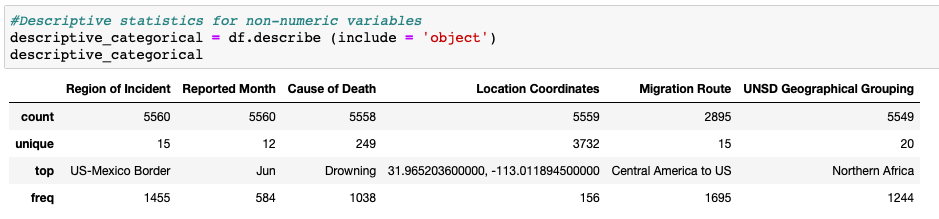 #Descriptive statistics for non-numeric variables
descriptive_categorical = df.describe (include = 'object')
descriptive_categorical
Region of Incident Reported Month Cause of Death Location Coordinates Migration Route UNSD Geographical Grouping
count 5560 5560 5558 5559 2895 5549
unique 15 12 249 3732 15 20
top US-Mexico Border Jun Drowning 31.965203600000, -113.011894500000 Central America to US Northern Africa
freq 1455 584 1038 156 1695 1244